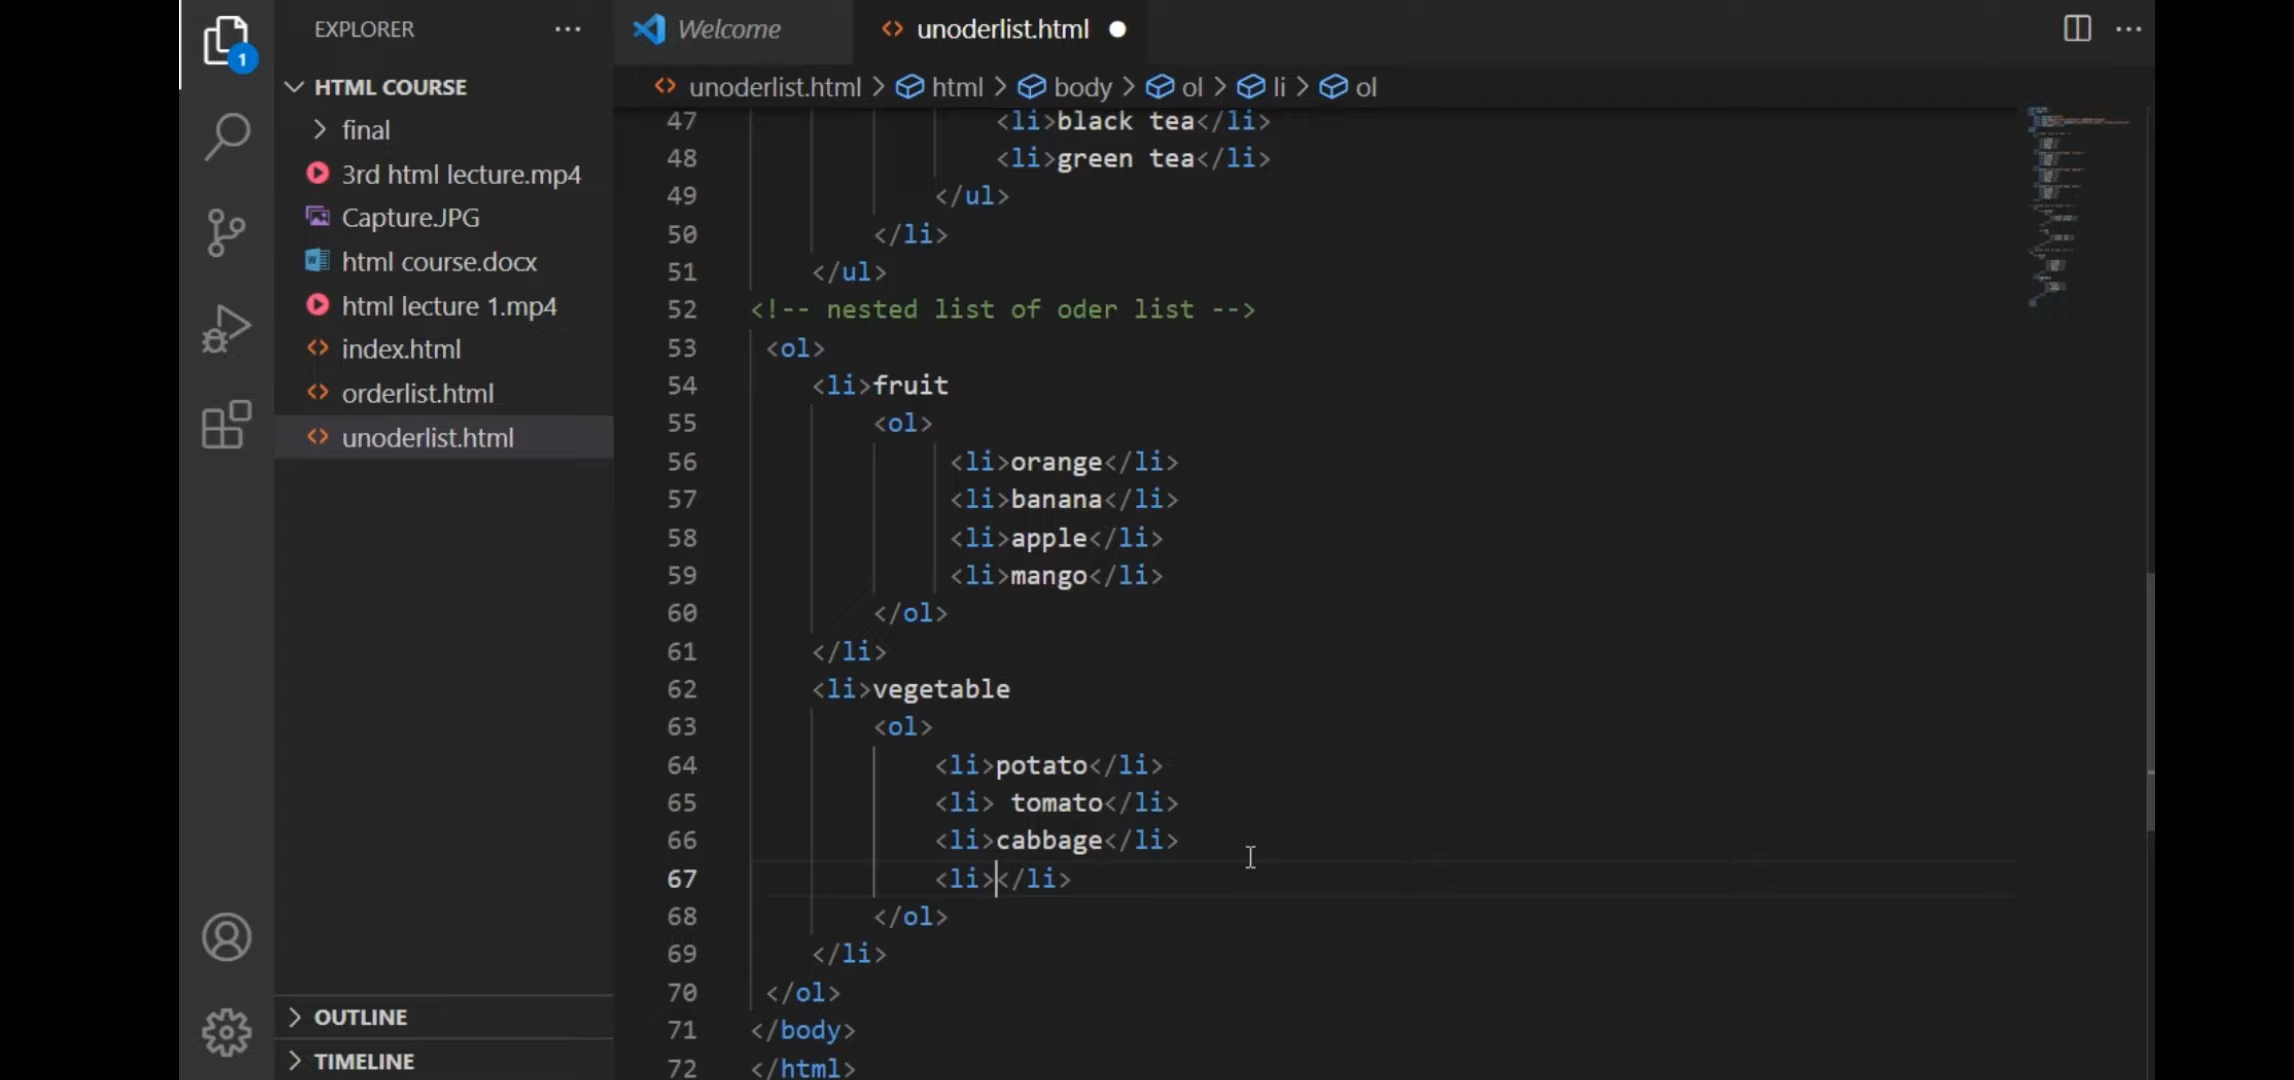 EXPLORER ···
Welcome
<> unoderlist.html ●
···
1
HTML COURSE
final
3rd html lecture.mp4
Capture.JPG
html course.docx
html lecture 1.mp4
<> index.html
<> orderlist.html
<> unoderlist.html
OUTLINE
TIMELINE
<> unoderlist.html > html > body > ol > li > ol
47 <li>black tea</li>
48 <li>green tea</li>
49 </ul>
50 </li>
51 </ul>
52 <!-- nested list of oder list -->
53 <ol>
54 <li>fruit
55 <ol>
56 <li>orange</li>
57 <li>banana</li>
58 <li>apple</li>
59 <li>mango</li>
60 </ol>
61 </li>
62 <li>vegetable
63 <ol>
64 <li>potato</li>
65 <li> tomato</li>
66 <li>cabbage</li>
67 <li></li>
68 </ol>
69 </li>
70 </ol>
71 </body>
72 </html>